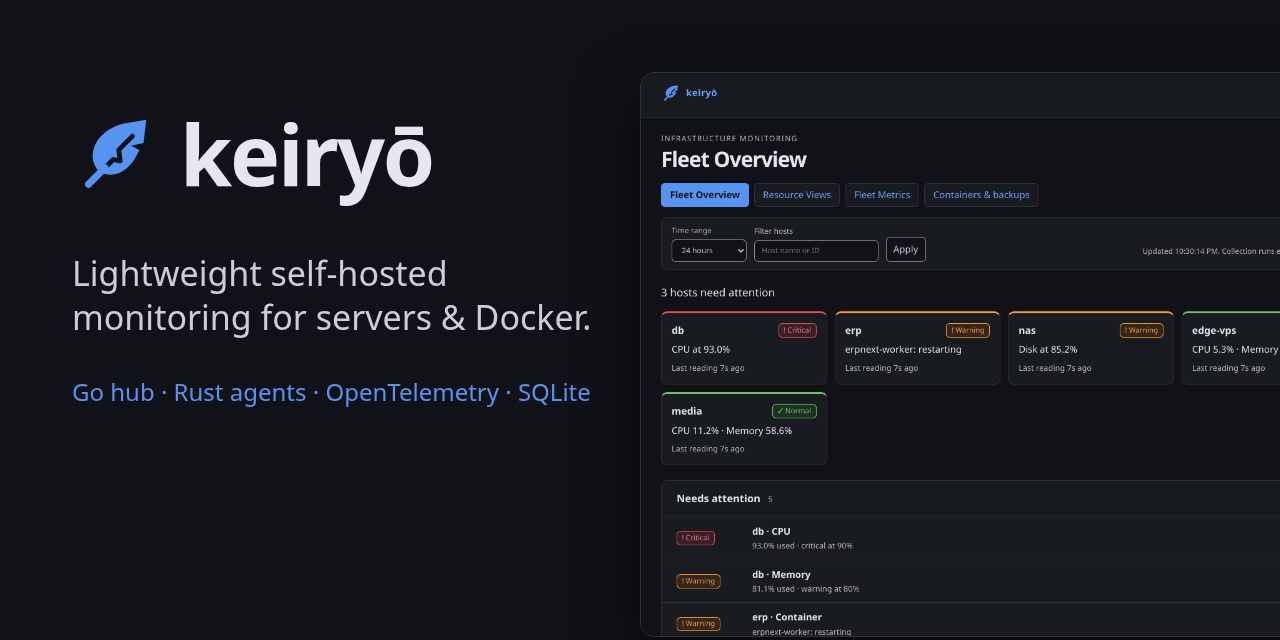 keiryō
Lightweight self-hosted
monitoring for servers & Docker.
Go hub · Rust agents · OpenTelemetry · SQLite
keiryō
INFRASTRUCTURE MONITORING
Fleet Overview
Fleet Overview
Resource Views
Fleet Metrics
Containers & backups
Time range
Filter hosts
24 hours
Host name or ID
Apply
Updated 10:30:14 PM. Collection runs
3 hosts need attention
db
! Critical
CPU at 93.0%
Last reading 7s ago
erp
! Warning
erpnext-worker: restarting
Last reading 7s ago
nas
! Warning
Disk at 85.2%
Last reading 7s ago
edge-vps
CPU 5.3% · Memory
Last reading 7s ago
media
✓ Normal
CPU 11.2% · Memory 58.6%
Last reading 7s ago
Needs attention 5
! Critical
db · CPU
93.0% used · critical at 90%
! Warning
db · Memory
81.1% used · warning at 80%
! Warning
erp · Container
erpnext-worker: restarting